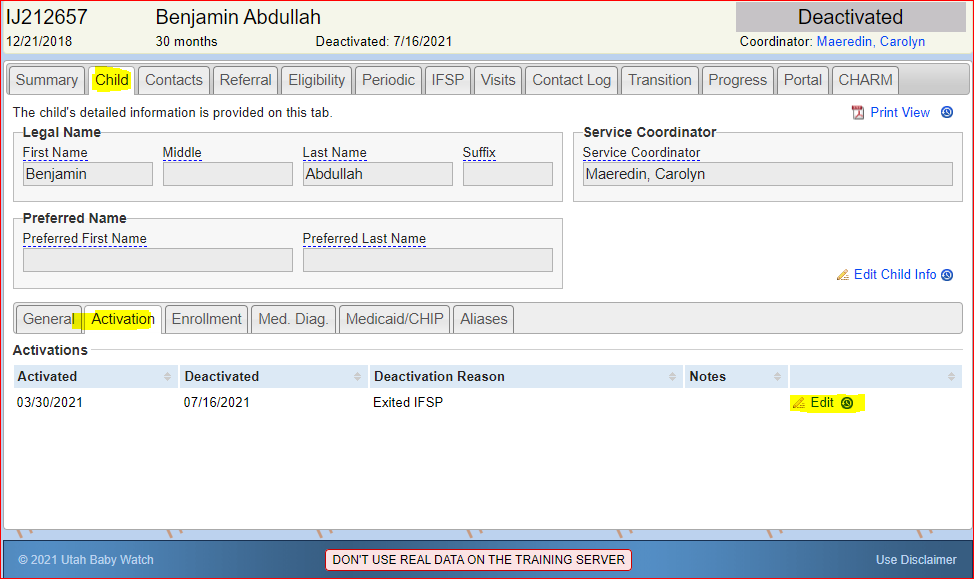 IJ212657 Benjamin Abdullah Deactivated
12/21/2018 30 months Deactivated: 7/16/2021 Coordinator: Maeredin, Carolyn
Summary Child Contacts Referral Eligibility Periodic IFSP Visits Contact Log Transition Progress Portal CHARM
The child's detailed information is provided on this tab. Print View
Legal Name Service Coordinator
First Name Middle Last Name Suffix Service Coordinator
Benjamin Abdullah Maeredin, Carolyn
Preferred Name
Preferred First Name Preferred Last Name
Edit Child Info
General Activation Enrollment Med. Diag. Medicaid/CHIP Aliases
Activations
Activated Deactivated Deactivation Reason Notes
03/30/2021 07/16/2021 Exited IFSP Edit
© 2021 Utah Baby Watch DON'T USE REAL DATA ON THE TRAINING SERVER Use Disclaimer